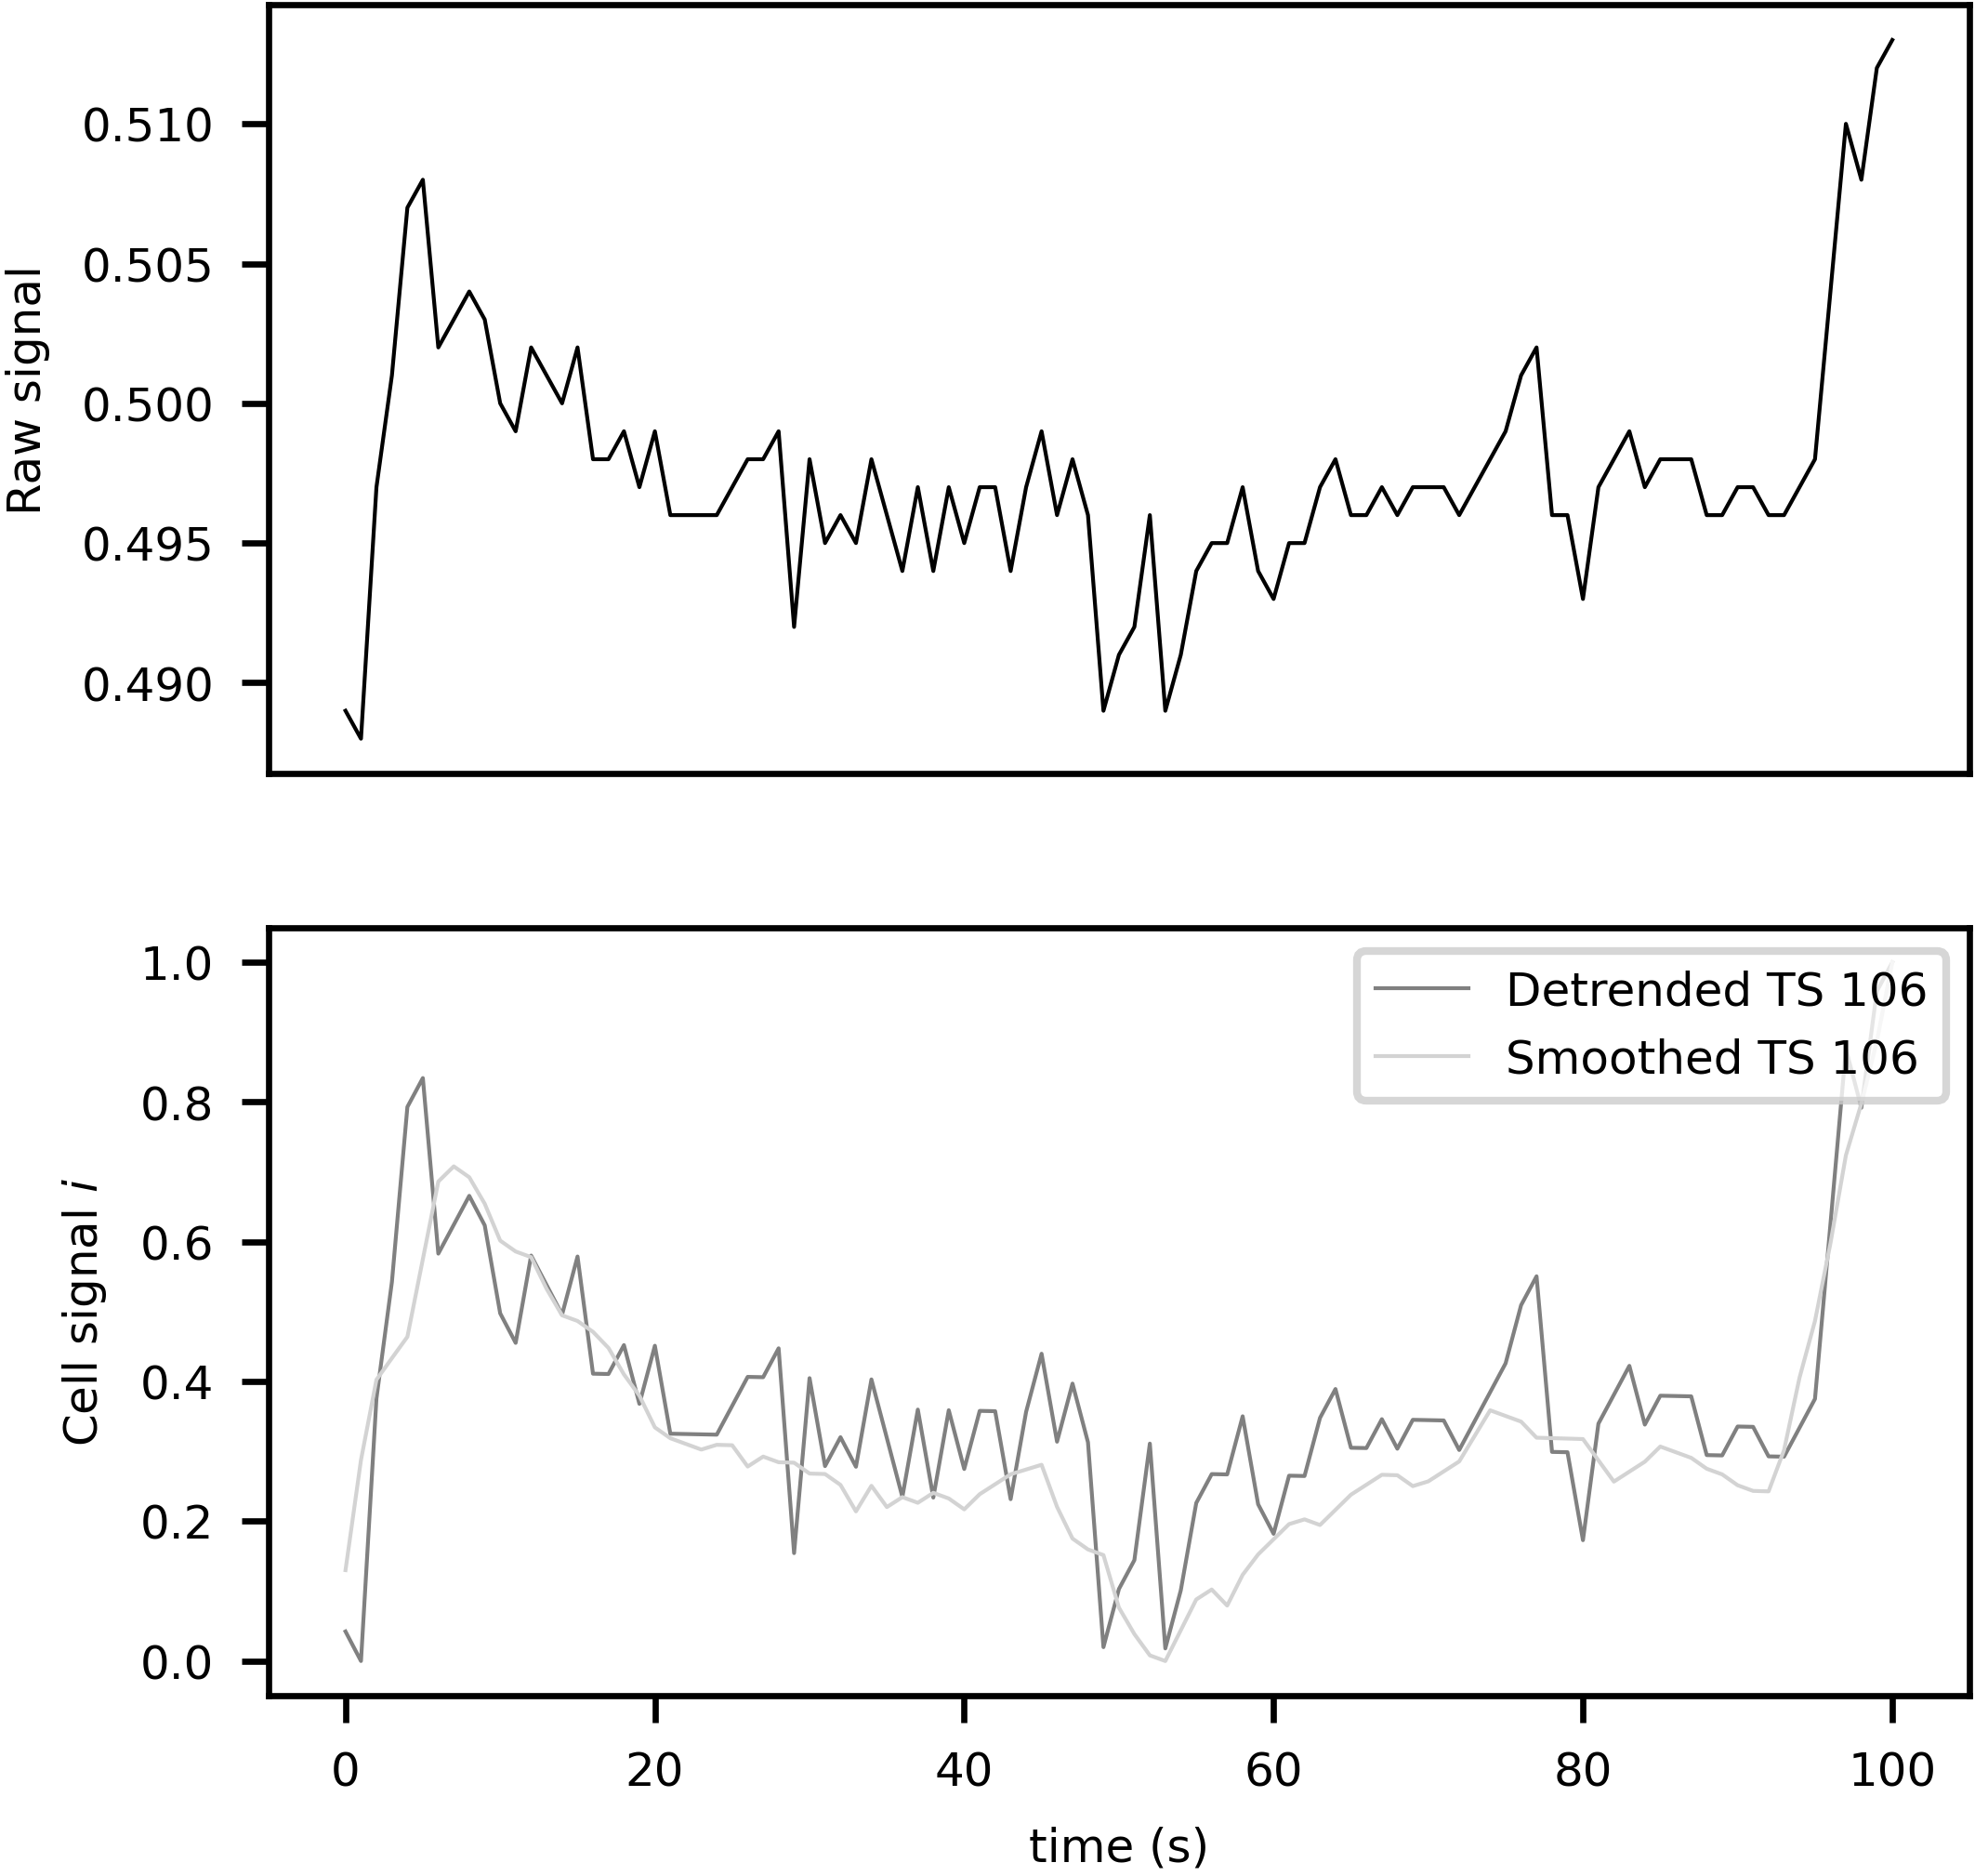 Raw signal
0.510
0.505
0.500
0.495
0.490
Cell signal i
1.0
0.8
0.6
0.4
0.2
0.0
Detrended TS 106
Smoothed TS 106
0 20 40 60 80 100
time (s)